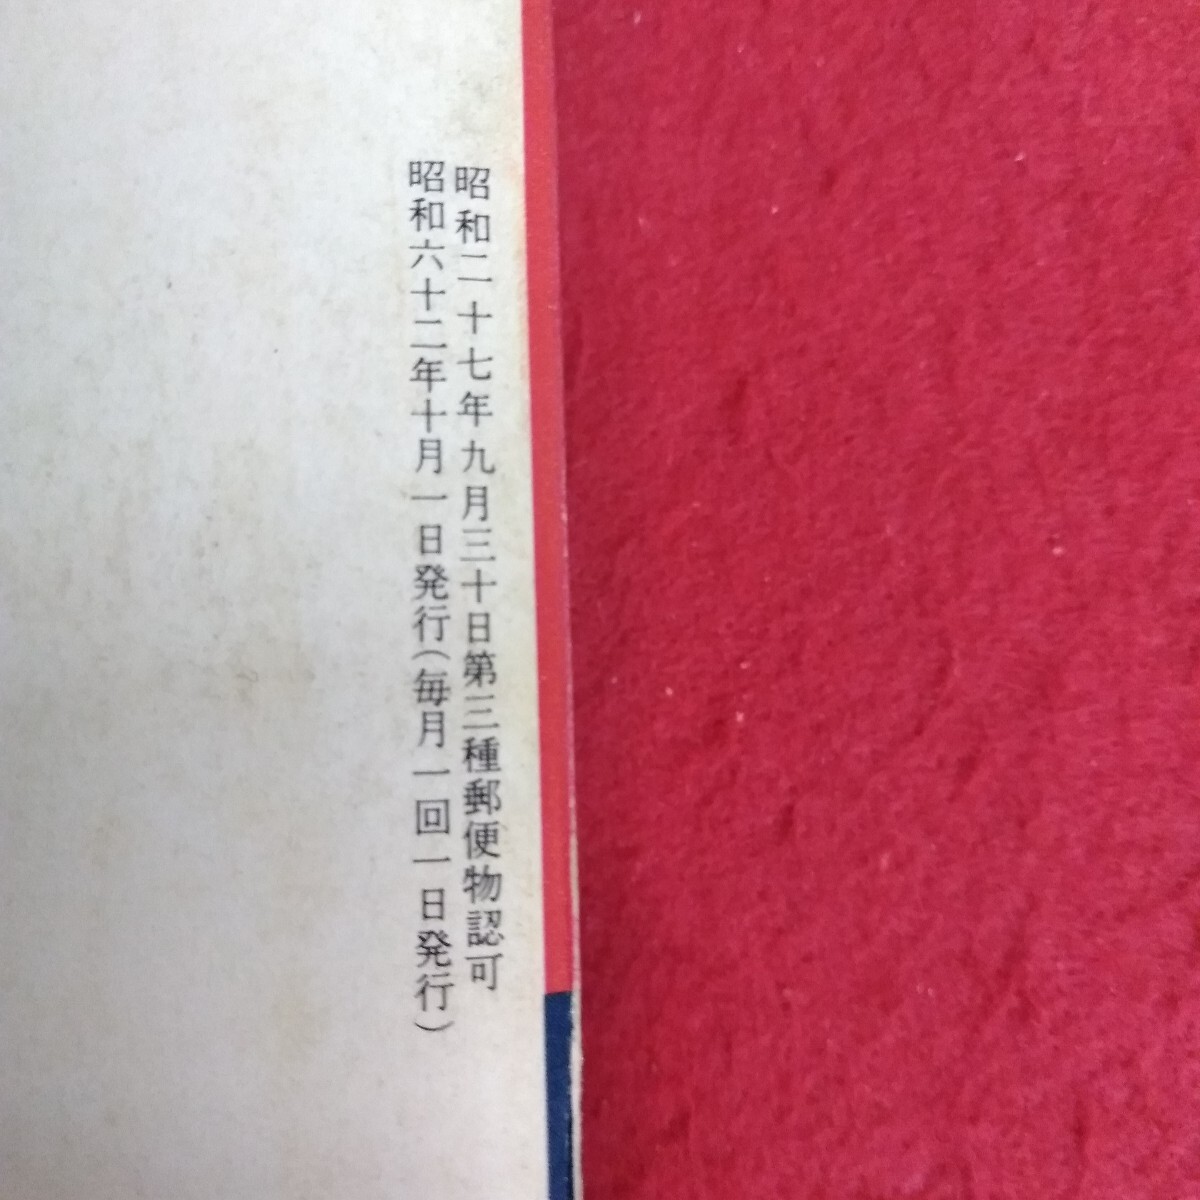 昭和二十七年九月三十日第三種郵便物認可
昭和六十二年十月一日発行(毎月一回一日発行)